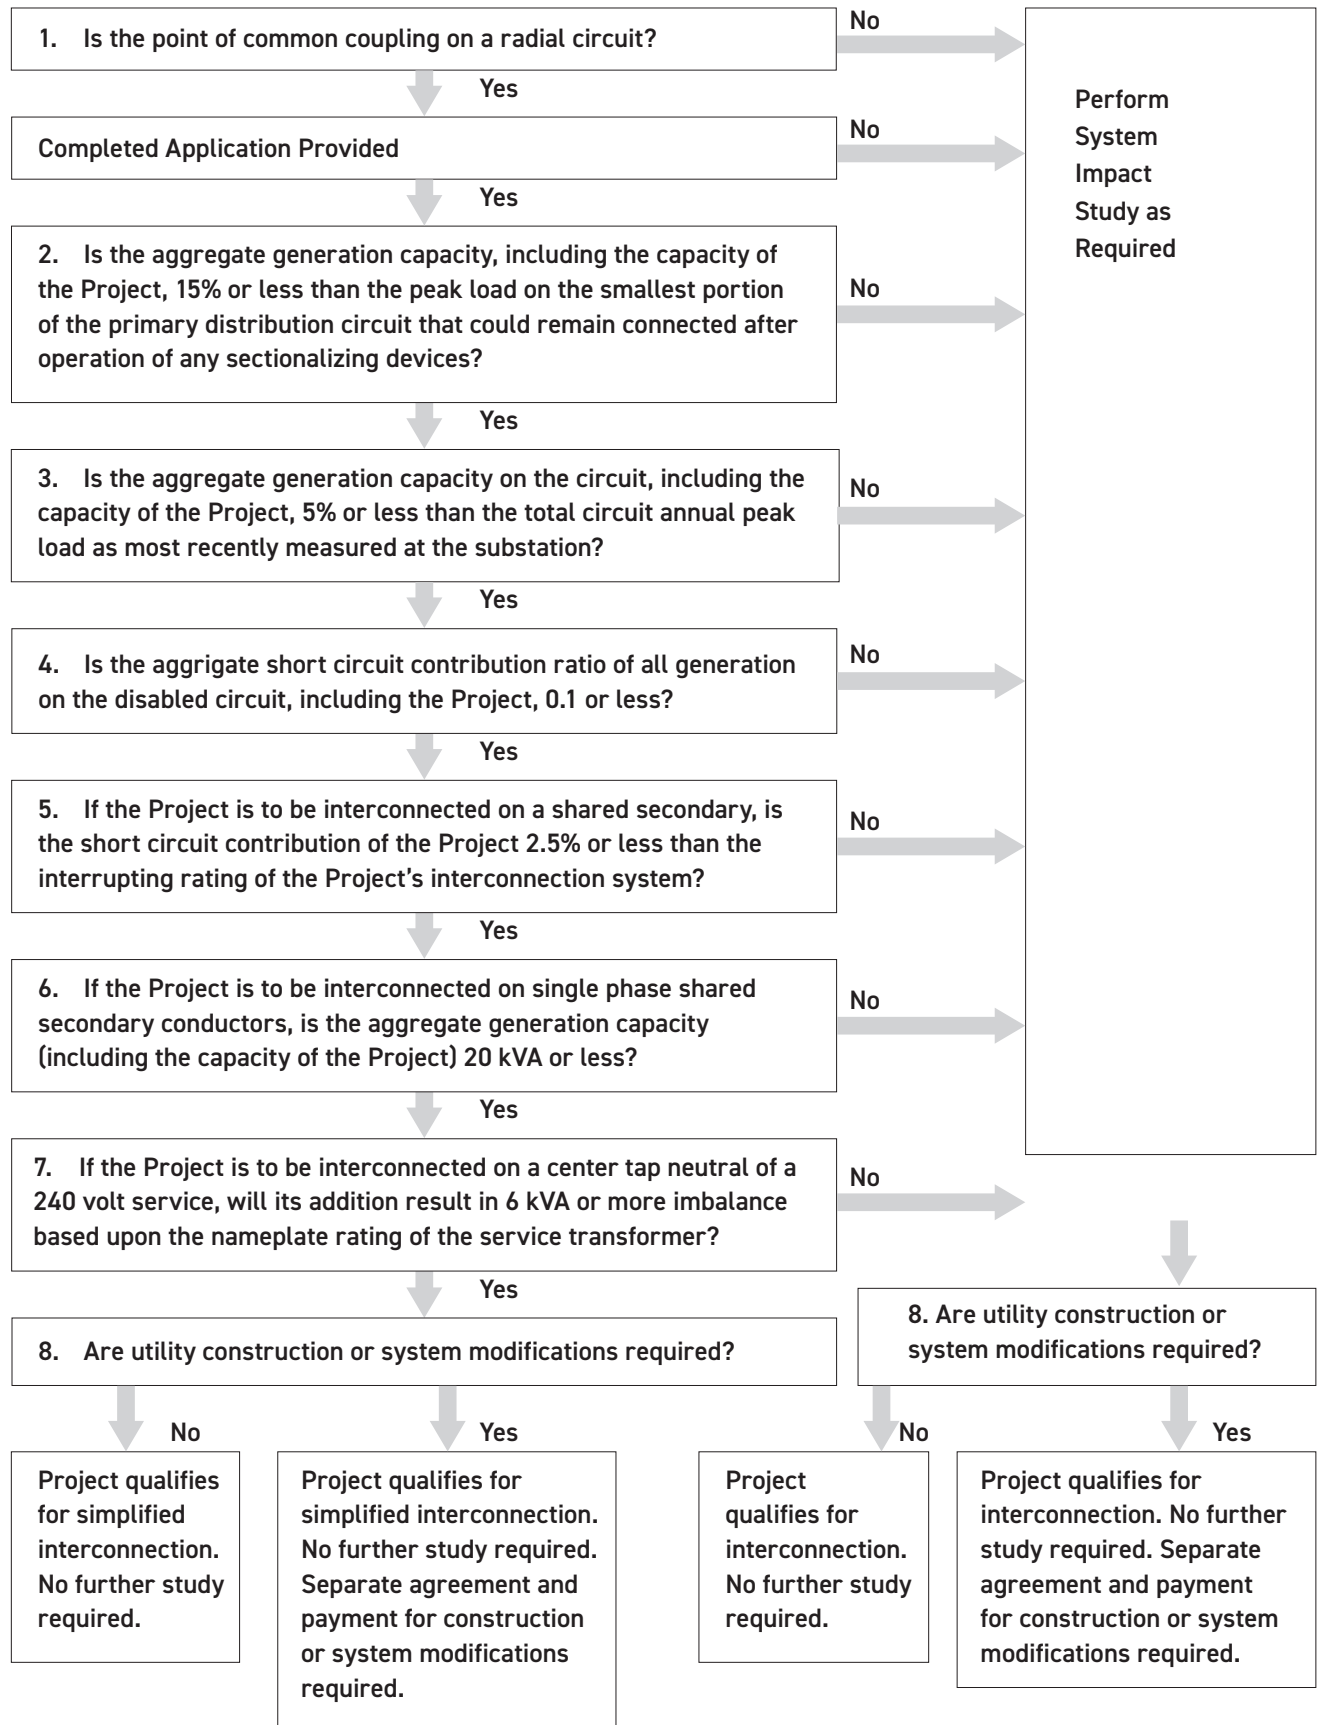 1. Is the point of common coupling on a radial circuit?
No
Yes
Completed Application Provided
No
Yes
Perform
System
Impact
Study as
Required
2. Is the aggregate generation capacity, including the capacity of
the Project, 15% or less than the peak load on the smallest portion
of the primary distribution circuit that could remain connected after
operation of any sectionalizing devices?
No
Yes
3. Is the aggregate generation capacity on the circuit, including the
capacity of the Project, 5% or less than the total circuit annual peak
load as most recently measured at the substation?
No
Yes
4. Is the aggrigate short circuit contribution ratio of all generation
on the disabled circuit, including the Project, 0.1 or less?
No
Yes
5. If the Project is to be interconnected on a shared secondary, is
the short circuit contribution of the Project 2.5% or less than the
interrupting rating of the Project’s interconnection system?
No
Yes
6. If the Project is to be interconnected on single phase shared
secondary conductors, is the aggregate generation capacity
(including the capacity of the Project) 20 kVA or less?
No
Yes
7. If the Project is to be interconnected on a center tap neutral of a
240 volt service, will its addition result in 6 kVA or more imbalance
based upon the nameplate rating of the service transformer?
No
Yes
8. Are utility construction or system modifications required?
8. Are utility construction or
system modifications required?
No
Yes
No
Yes
Project qualifies
for simplified
interconnection.
No further study
required.
Project qualifies for
simplified interconnection.
No further study required.
Separate agreement and
payment for construction
or system modifications
required.
Project
qualifies for
interconnection.
No further study
required.
Project qualifies for
interconnection. No further
study required. Separate
agreement and payment
for construction or system
modifications required.